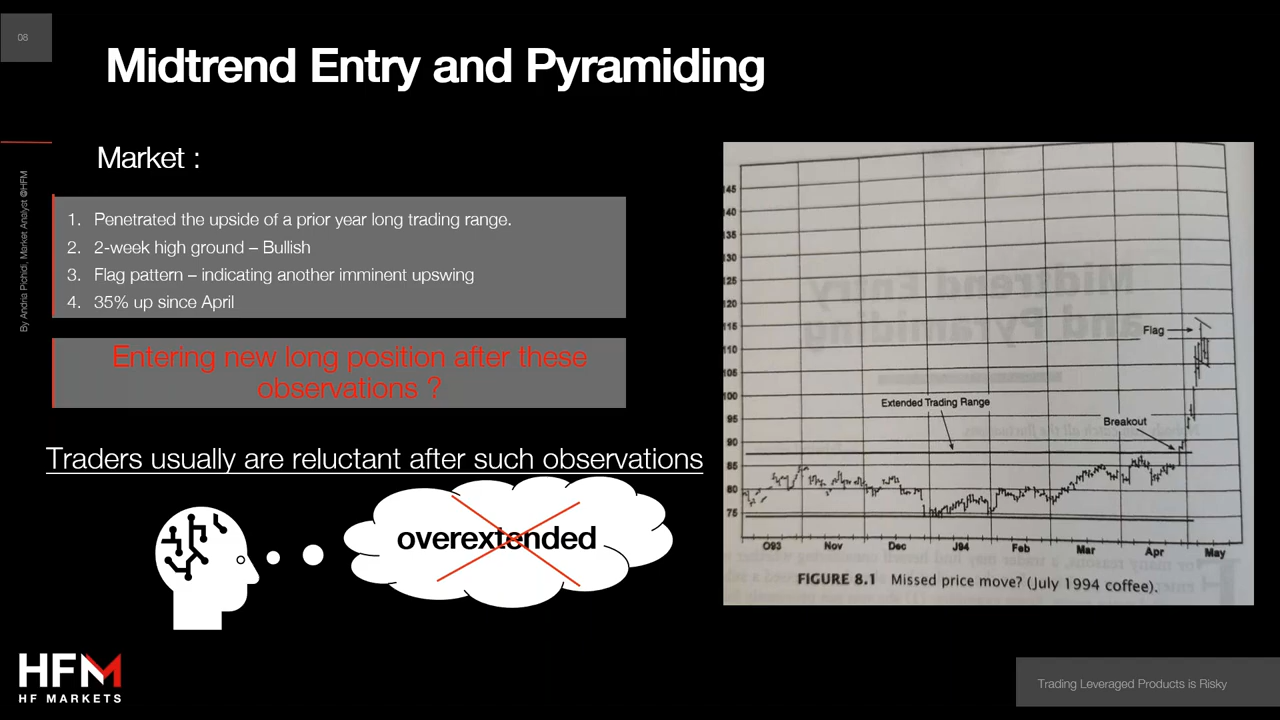 08
Midtrend Entry and Pyramiding
Market :
1. Penetrated the upside of a prior year long trading range.
2. 2-week high ground – Bullish
3. Flag pattern – indicating another imminent upswing
4. 35% up since April
Entering new long position after these
observations ?
Traders usually are reluctant after such observations
overextended
By Andria Pichidi, Market Analyst @HFM
HFM
HF MARKETS
145
140
135
130
125
120
115
110
105
100
95
90
85
80
75
Flag
Extended Trading Range
Breakout
O93 Nov Dec J94 Feb Mar Apr May
FIGURE 8.1 Missed price move? (July 1994 coffee).
Midtrend Entry
and Pyramiding
Trading Leveraged Products is Risky